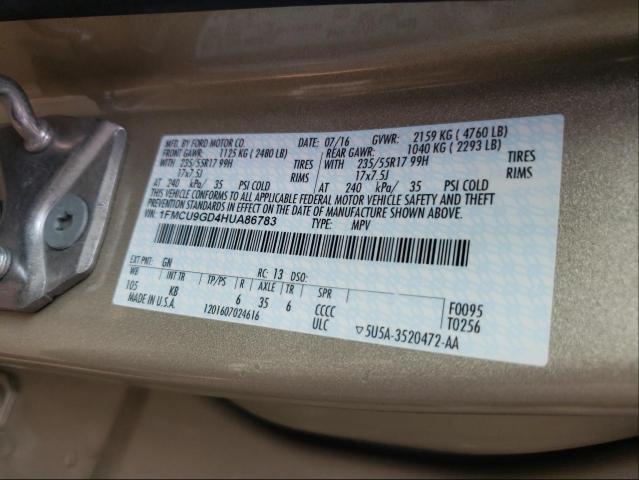 MFD. BY FORD MOTOR CO. 07/16 GVWR: 2159 KG ( 4760 LB)
FRONT GAWR: 1125 KG ( 2480 LB) REAR GAWR: 1040 KG ( 2293 LB)
WITH 235/55R17 99H TIRES WITH 235/55R17 99H TIRES
17x7.5J RIMS 17x7.5J RIMS
AT 240 kPa/ 35 PSI COLD AT 240 kPa/ 35 PSI COLD
THIS VEHICLE CONFORMS TO ALL APPLICABLE FEDERAL MOTOR VEHICLE SAFETY AND THEFT
PREVENTION STANDARDS IN EFFECT ON THE DATE OF MANUFACTURE SHOWN ABOVE.
VIN: 1FMCU9GD4HUA86783 TYPE: MPV
EXT PNT: GN RC: 13 DSO:
WB INT TR TP/PS R AXLE TR SPR
105 KB 6 35 6 CCCC F0095
MADE IN U.S.A. ULC T0256
1201607024616 ▽5U5A-3520472-AA